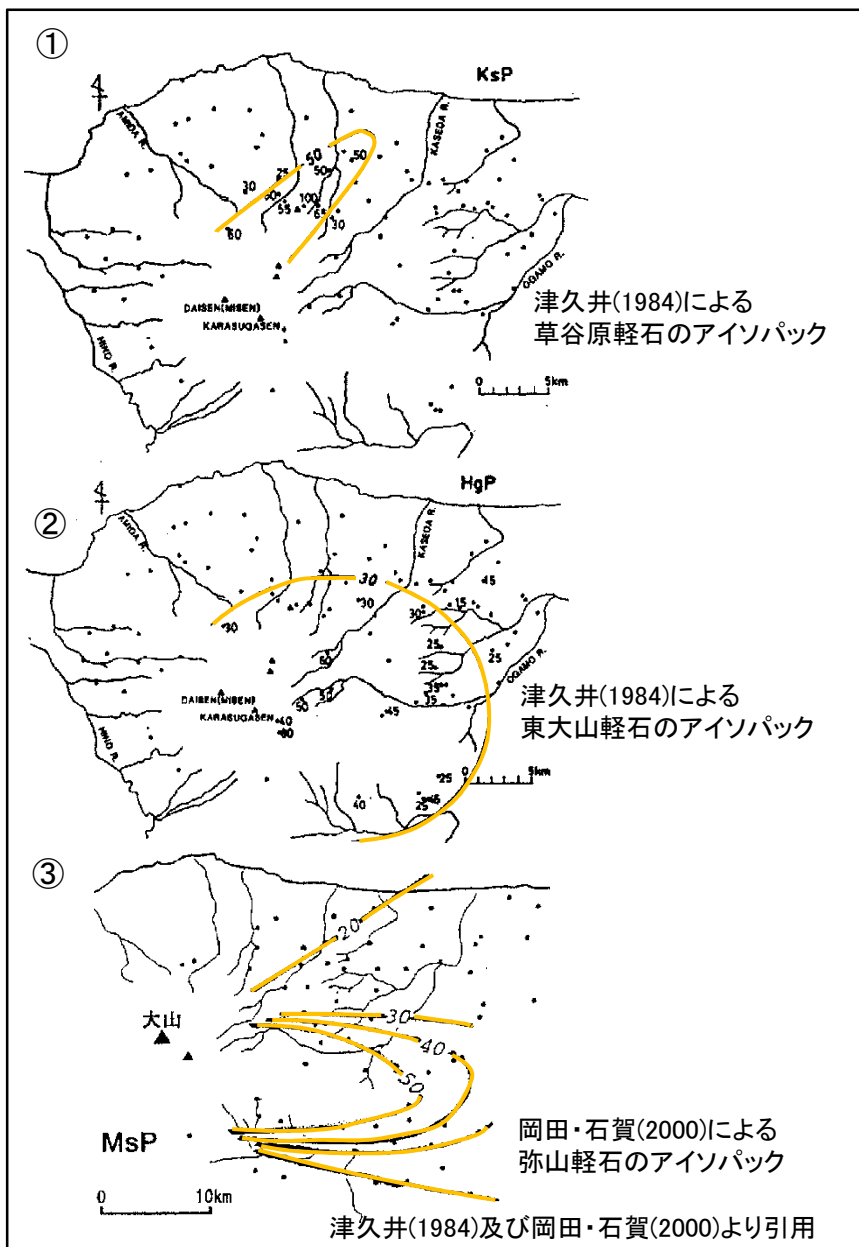 ①
KsP
AMIDA R.
KASEDA R.
50
25
50
50
30
90
100
55
30
60
OGAMO R.
DAISEN(MISEN)
KARASUGASEN
HINO R.
津久井(1984)による
草谷原軽石のアイソパック
0 5km
②
HgP
AMIDA R.
KASEDA R.
30
45
30
30
15
30
25
25
25
35
35
50
OGAMO R.
DAISEN(MISEN)
KARASUGASEN
50
40
45
HINO R.
津久井(1984)による
東大山軽石のアイソパック
25
0 5km
40
25
③
20
大山
30
40
50
MsP
岡田・石賀(2000)による
弥山軽石のアイソパック
0 10km
津久井(1984)及び岡田・石賀(2000)より引用